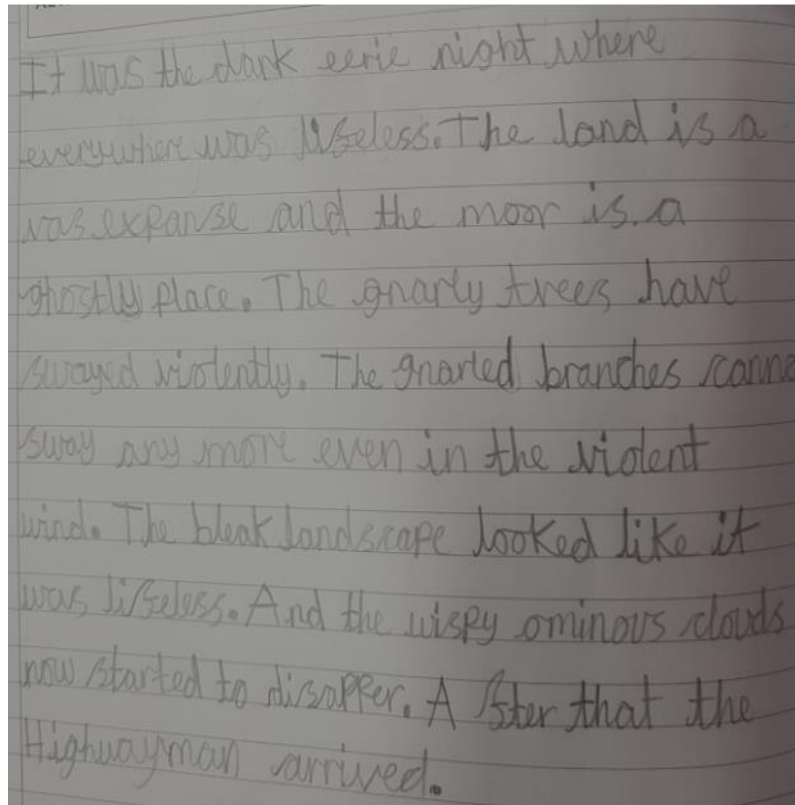 It was the dark eerie night where
everywhere was lifeless. The land is a
vas expanse and the moor is a
ghostly place. The gnarly trees have
swayed violently. The gnarled branches canno
sway any more even in the violent
wind. The bleak landscape looked like it
was lifeless. And the wispy ominous clouds
now started to disapper. After that the
Highwayman arrived.